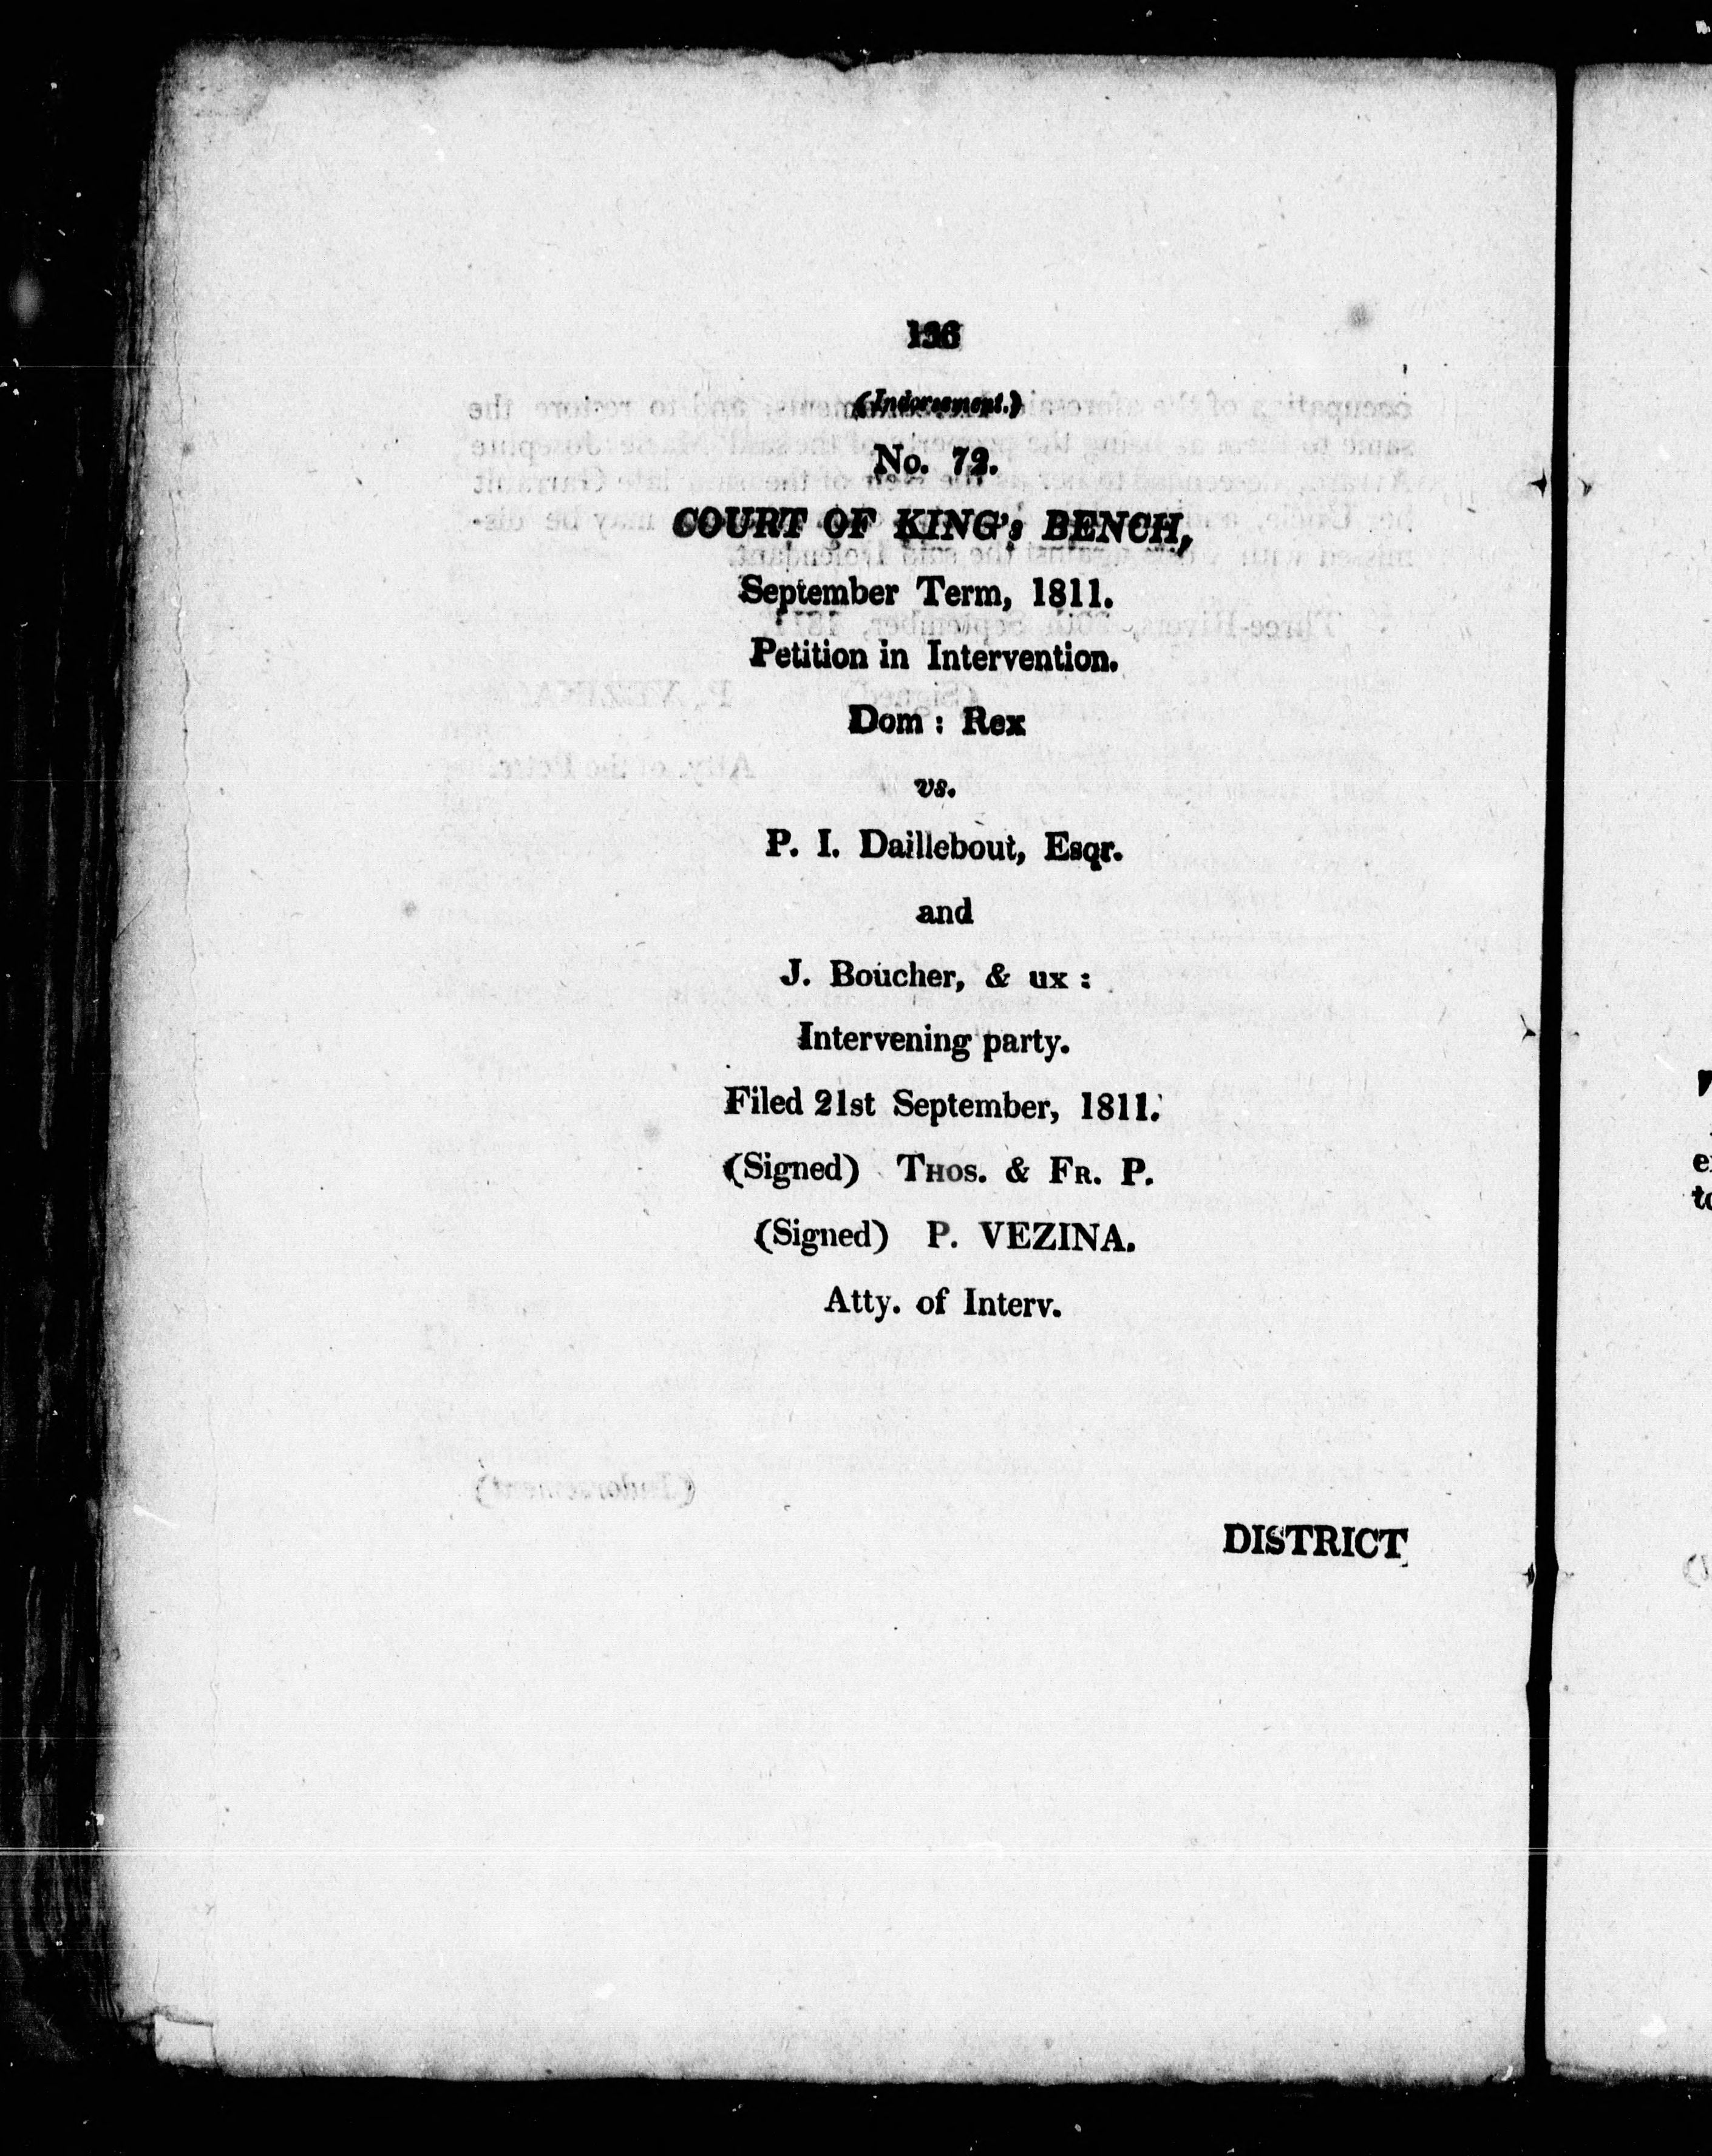 136
(Indorsement.)
No. 72.
COURT OF KING's BENCH,
September Term, 1811.
Petition in Intervention.
Dom : Rex
vs.
P. I. Daillebout, Esqr.
and
J. Boucher, & ux :
Intervening party.
Filed 21st September, 1811.
(Signed) THOS. & FR. P.
(Signed) P. VEZINA.
Atty. of Interv.
DISTRICT